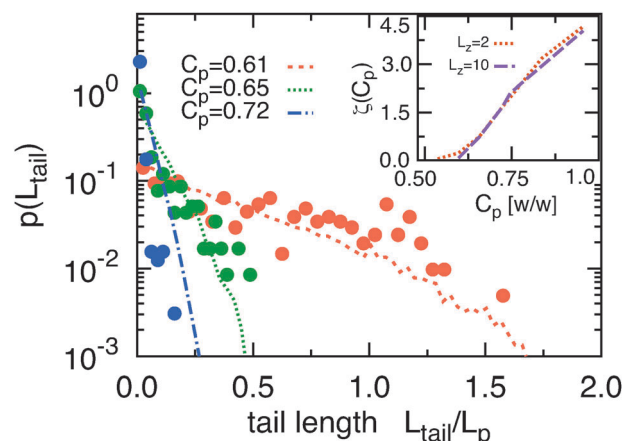 C_p=0.61
C_p=0.65
C_p=0.72
10^0
10^-1
10^-2
10^-3
p(L_tail)
0.0 0.5 1.0 1.5 2.0
tail length L_tail/L_p
L_z=2
L_z=10
4.5
3.0
1.5
0.0
ζ(C_p)
0.50 0.75 1.00
C_p [w/w]